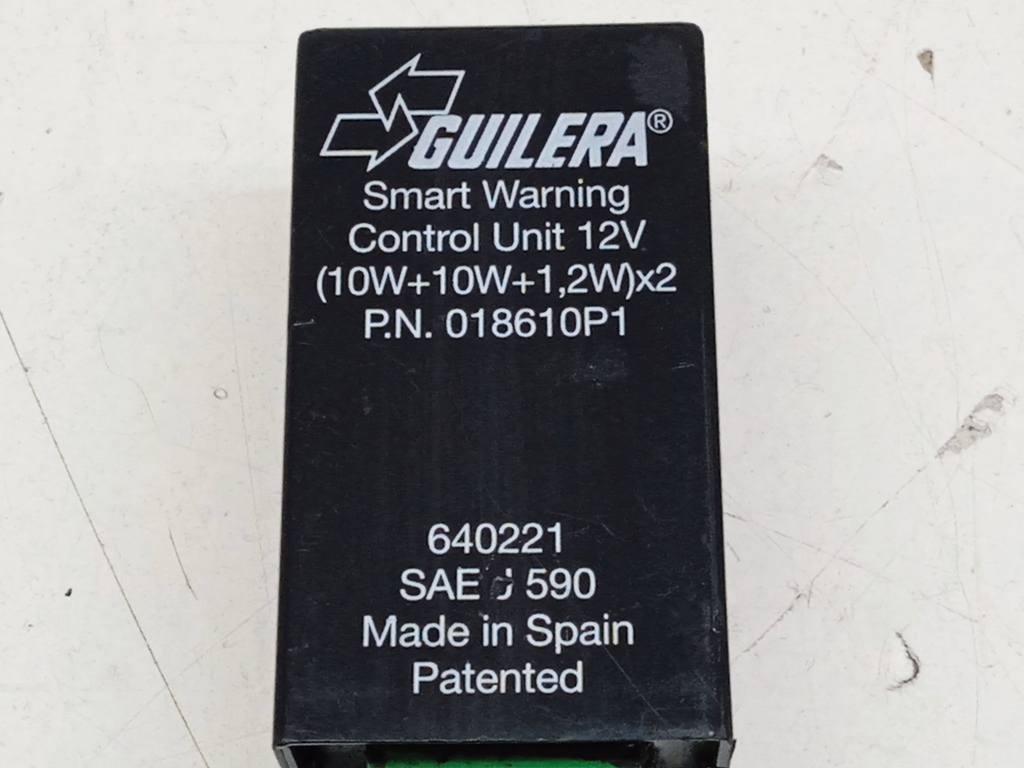 GUILERA®
Smart Warning
Control Unit 12V
(10W+10W+1,2W)x2
P.N. 018610P1
640221
SAE J 590
Made in Spain
Patented